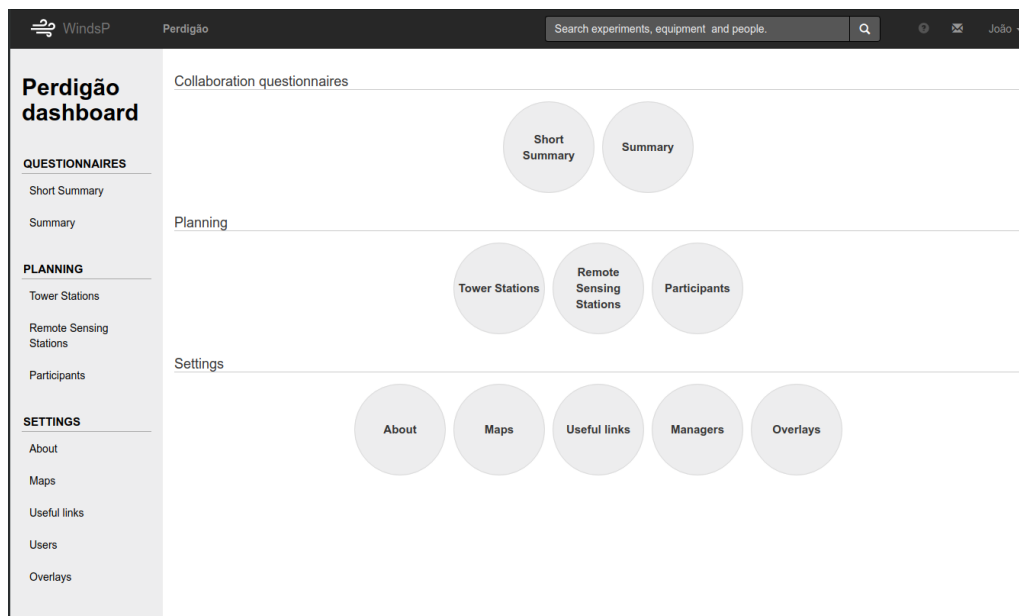 WindsP
Perdigão
Search experiments, equipment and people.
João
Perdigão
dashboard
QUESTIONNAIRES
Short Summary
Summary
PLANNING
Tower Stations
Remote Sensing
Stations
Participants
SETTINGS
About
Maps
Useful links
Users
Overlays
Collaboration questionnaires
Short
Summary
Summary
Planning
Tower Stations
Remote
Sensing
Stations
Participants
Settings
About
Maps
Useful links
Managers
Overlays